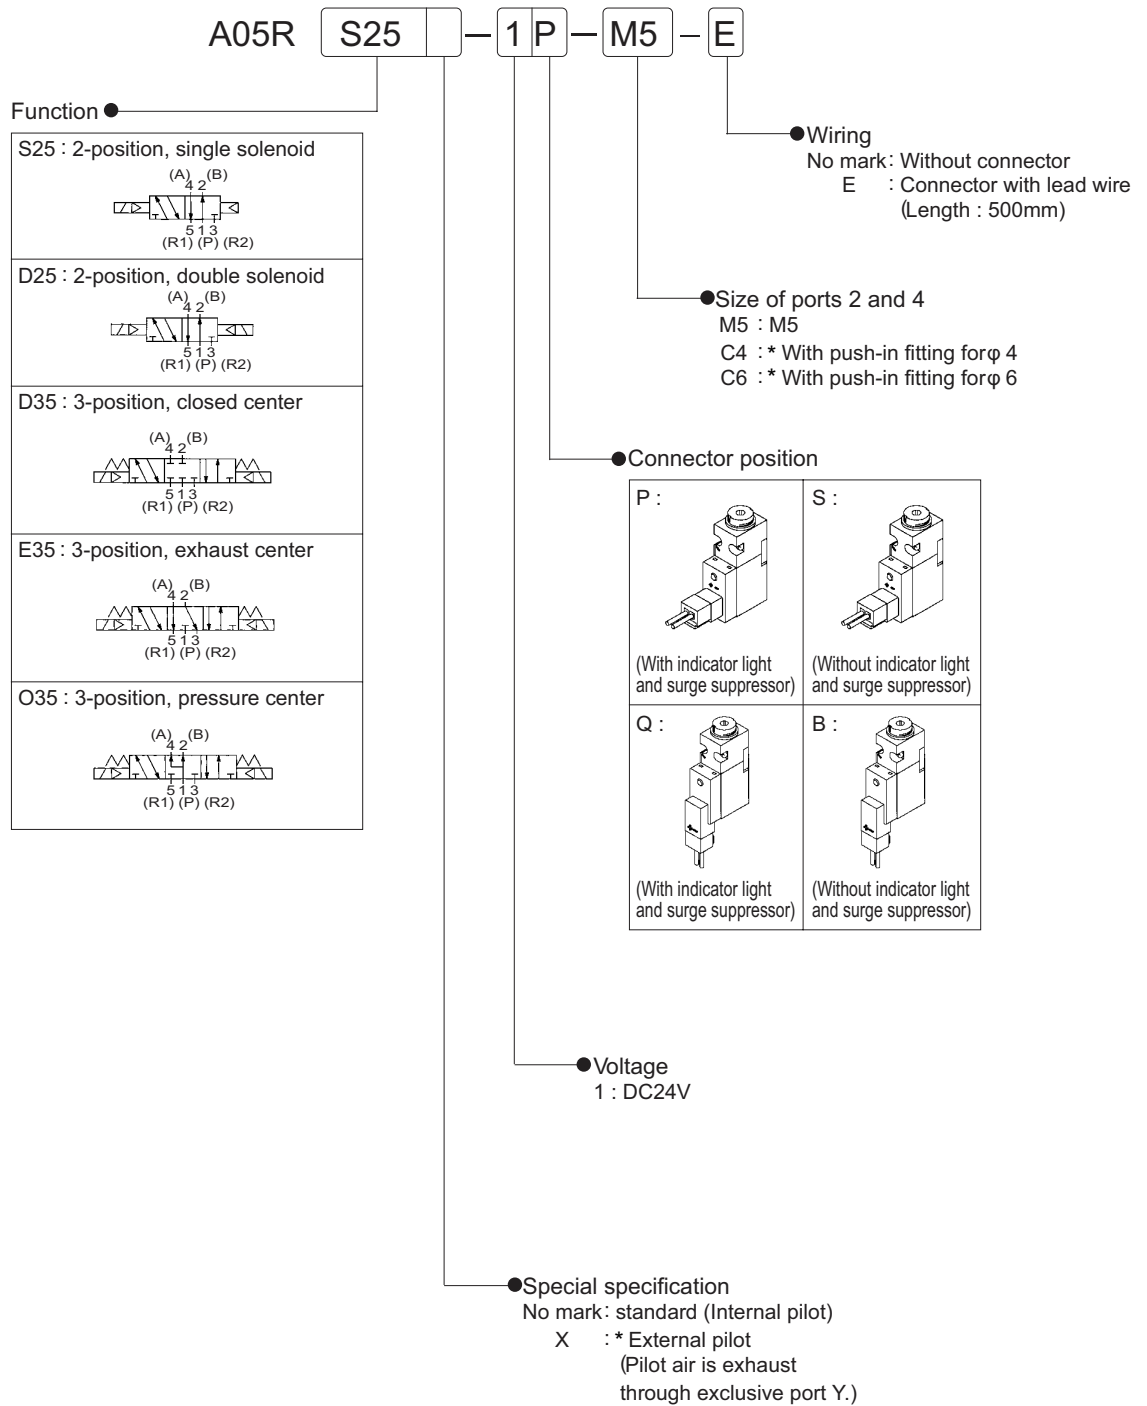 A05R S25 – 1 P – M5 – E
Function
S25 : 2-position, single solenoid
(A) (B)
4 2
5 1 3
(R1) (P) (R2)
D25 : 2-position, double solenoid
(A) (B)
4 2
5 1 3
(R1) (P) (R2)
D35 : 3-position, closed center
(A) (B)
4 2
5 1 3
(R1) (P) (R2)
E35 : 3-position, exhaust center
(A) (B)
4 2
5 1 3
(R1) (P) (R2)
O35 : 3-position, pressure center
(A) (B)
4 2
5 1 3
(R1) (P) (R2)
Wiring
No mark : Without connector
E : Connector with lead wire
(Length : 500mm)
Size of ports 2 and 4
M5 : M5
C4 : * With push-in fitting forφ 4
C6 : * With push-in fitting forφ 6
Connector position
P :
(With indicator light
and surge suppressor)
S :
(Without indicator light
and surge suppressor)
Q :
(With indicator light
and surge suppressor)
B :
(Without indicator light
and surge suppressor)
Voltage
1 : DC24V
Special specification
No mark : standard (Internal pilot)
X : * External pilot
(Pilot air is exhaust
through exclusive port Y.)